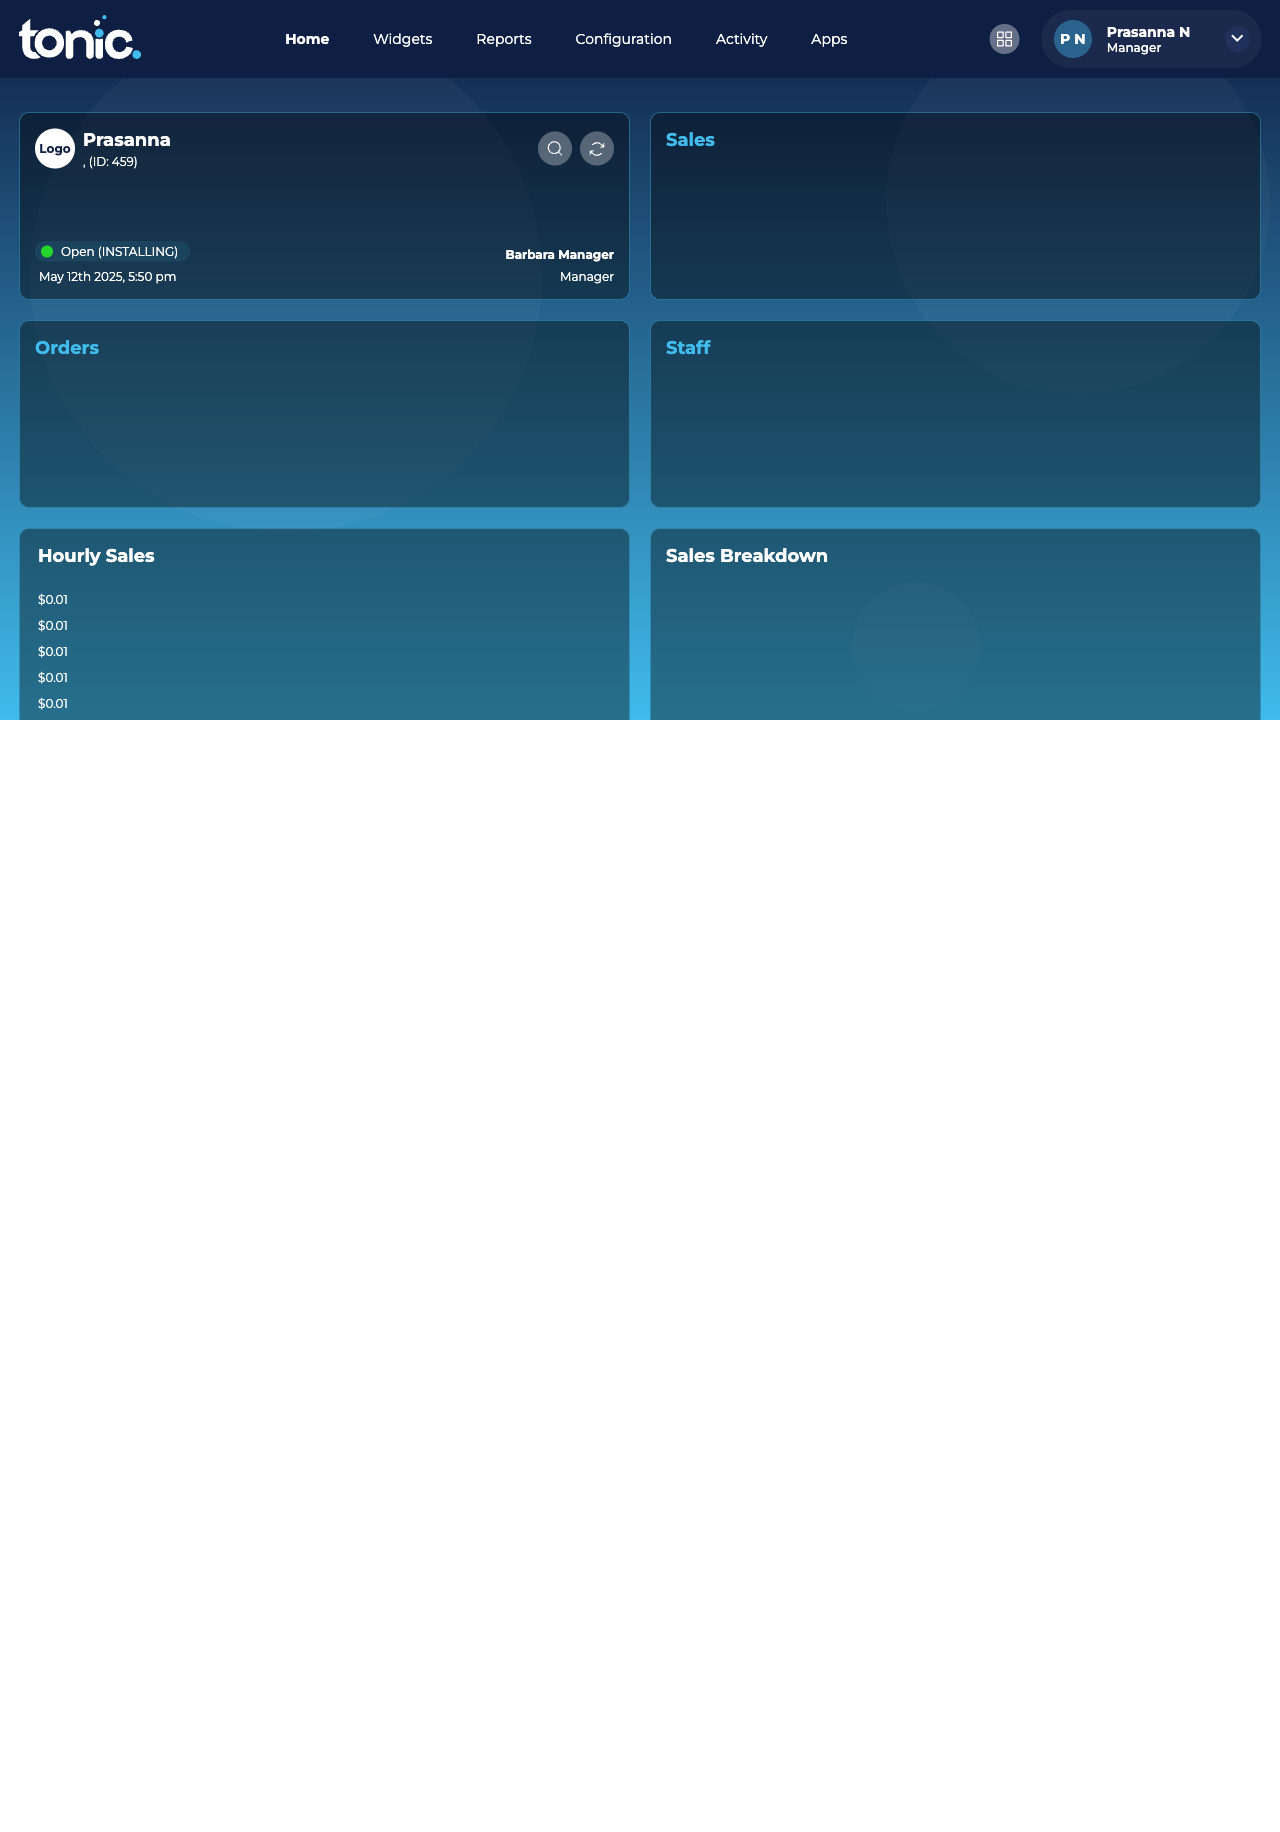 tonic.
Home
Widgets
Reports
Configuration
Activity
Apps
P N
Prasanna N
Manager
Logo
Prasanna
, (ID: 459)
Open (INSTALLING)
May 12th 2025, 5:50 pm
Barbara Manager
Manager
Sales
Orders
Staff
Hourly Sales
$0.01
$0.01
$0.01
$0.01
$0.01
Sales Breakdown